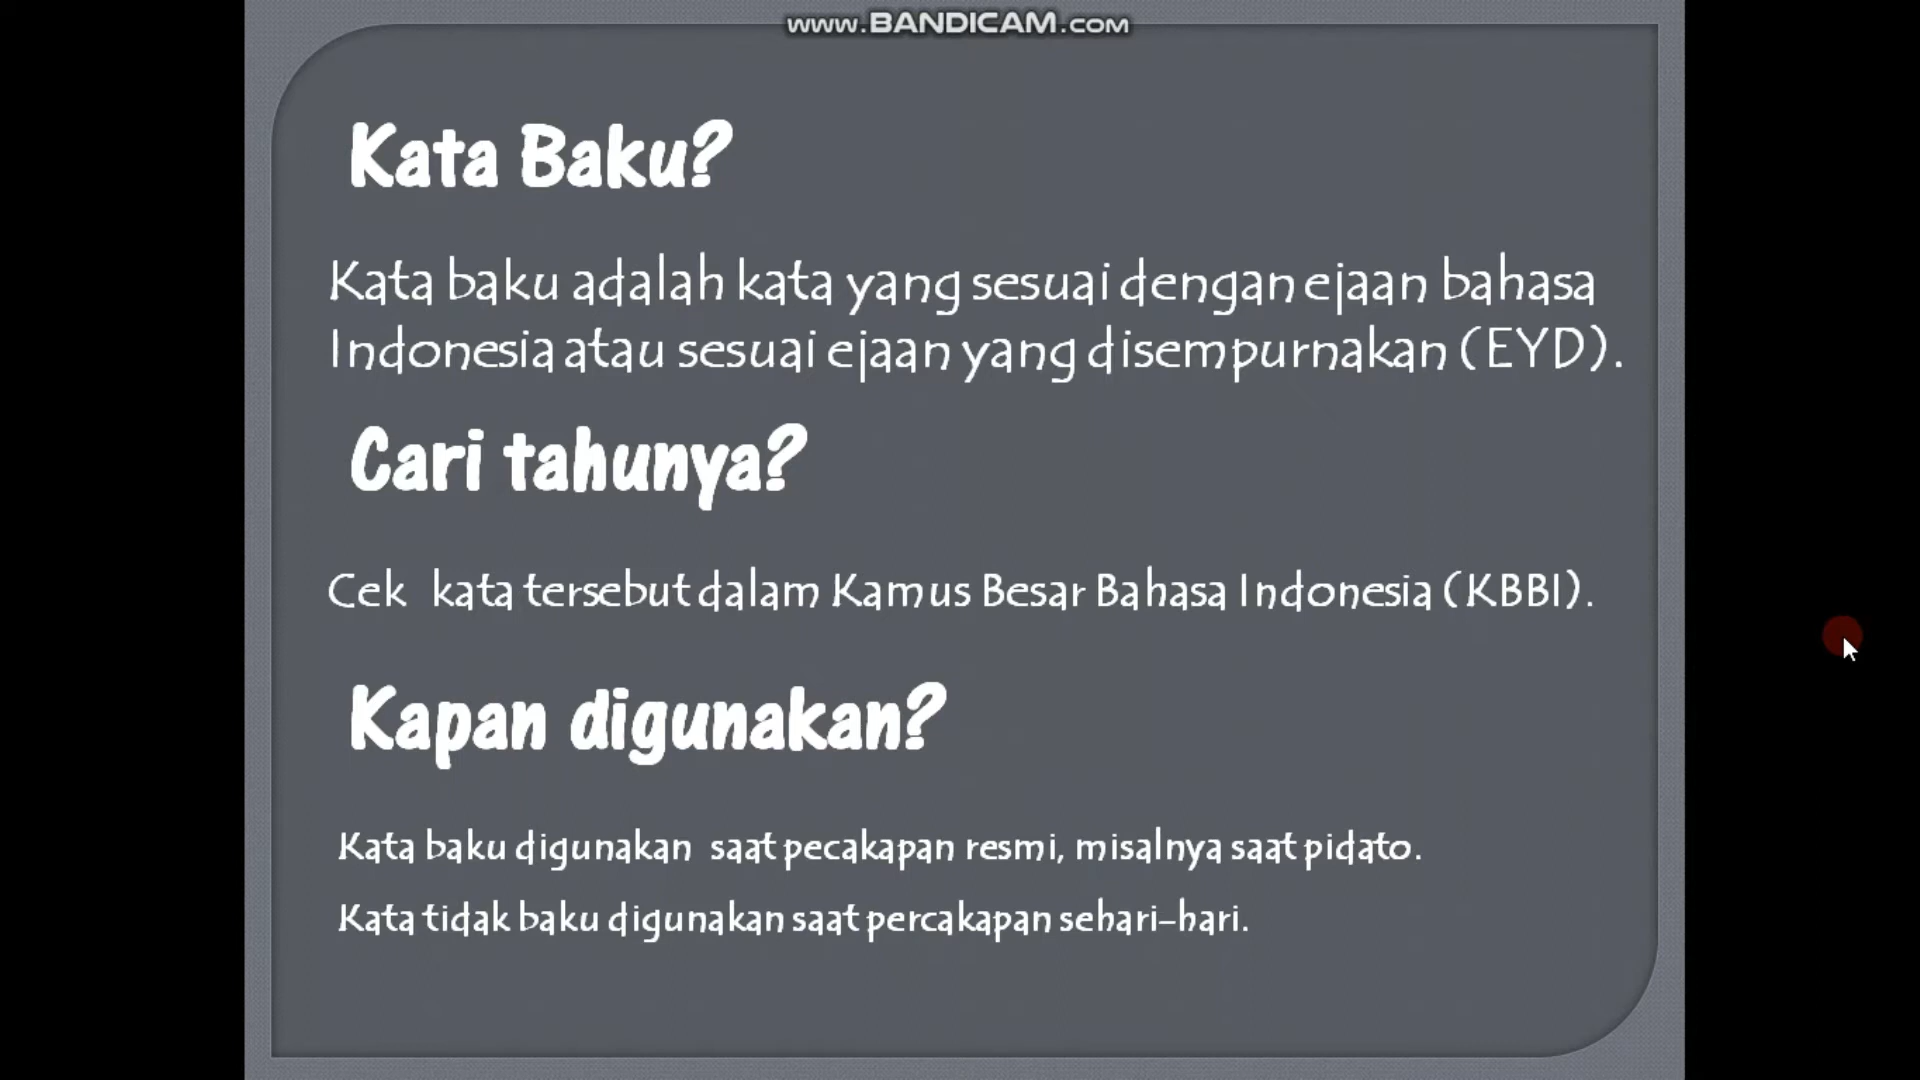 www.BANDICAM.com
Kata Baku?
Kata baku adalah kata yang sesuai dengan ejaan bahasa
Indonesia atau sesuai ejaan yang disempurnakan (EYD).
Cari tahunya?
Cek kata tersebut dalam Kamus Besar Bahasa Indonesia (KBBI).
Kapan digunakan?
Kata baku digunakan saat pecakapan resmi, misalnya saat pidato.
Kata tidak baku digunakan saat percakapan sehari-hari.